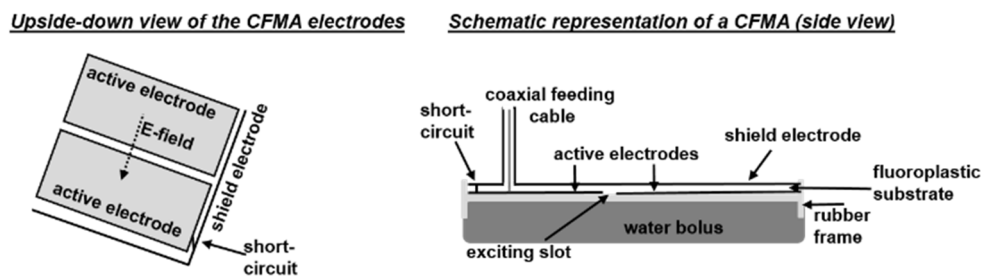 Upside-down view of the CFMA electrodes
active electrode
E-field
active electrode
shield electrode
short-
circuit
Schematic representation of a CFMA (side view)
short-
circuit
coaxial feeding
cable
active electrodes
shield electrode
fluoroplastic
substrate
rubber
frame
water bolus
exciting slot